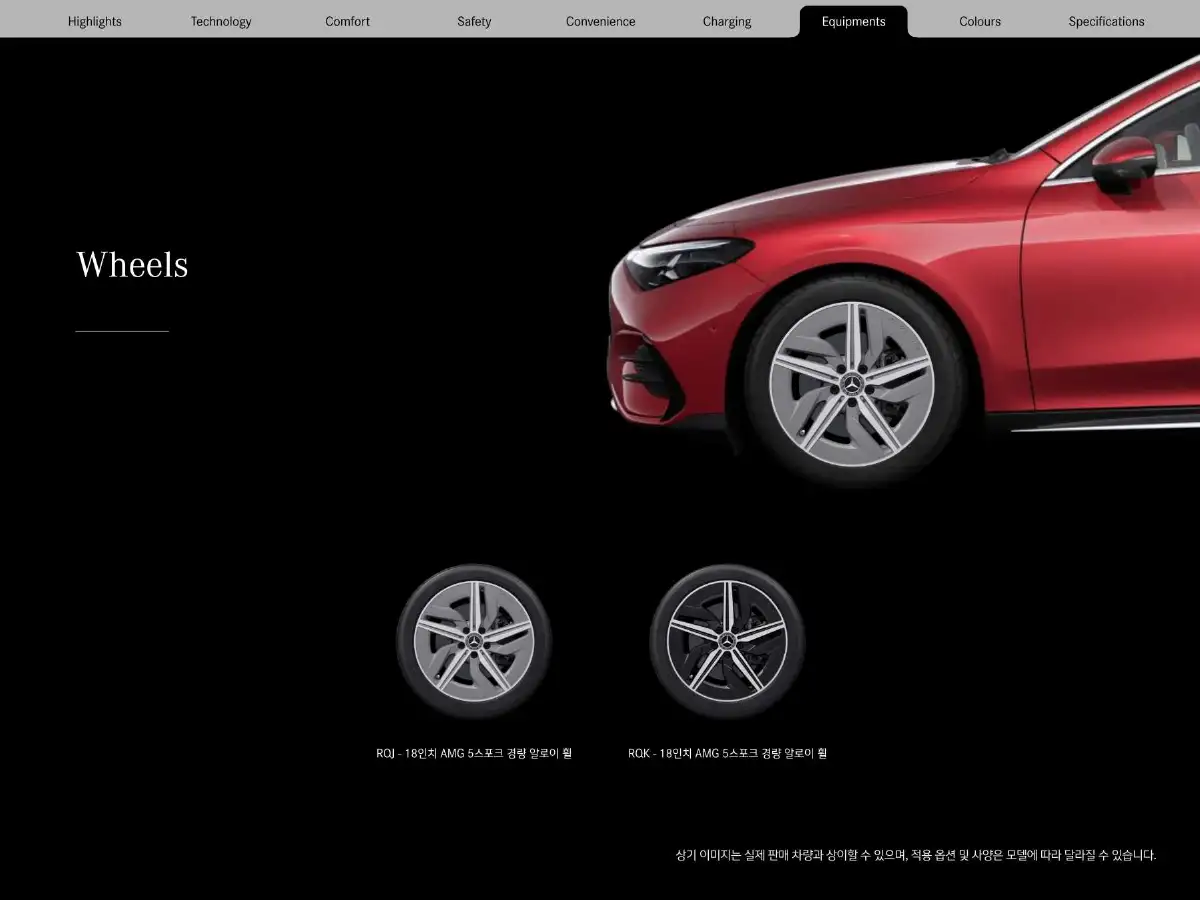 Highlights
Technology
Comfort
Safety
Convenience
Charging
Equipments
Colours
Specifications
Wheels
RQJ - 18인치 AMG 5스포크 경량 알로이 휠
RQK - 18인치 AMG 5스포크 경량 알로이 휠
상기 이미지는 실제 판매 차량과 상이할 수 있으며, 적용 옵션 및 사양은 모델에 따라 달라질 수 있습니다.